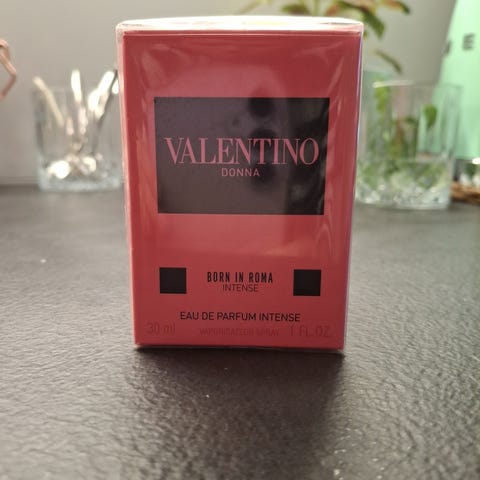 VALENTINO
DONNA
BORN IN ROMA
INTENSE
EAU DE PARFUM INTENSE
30 ml VAPORISATEUR SPRAY 1 FL.OZ.